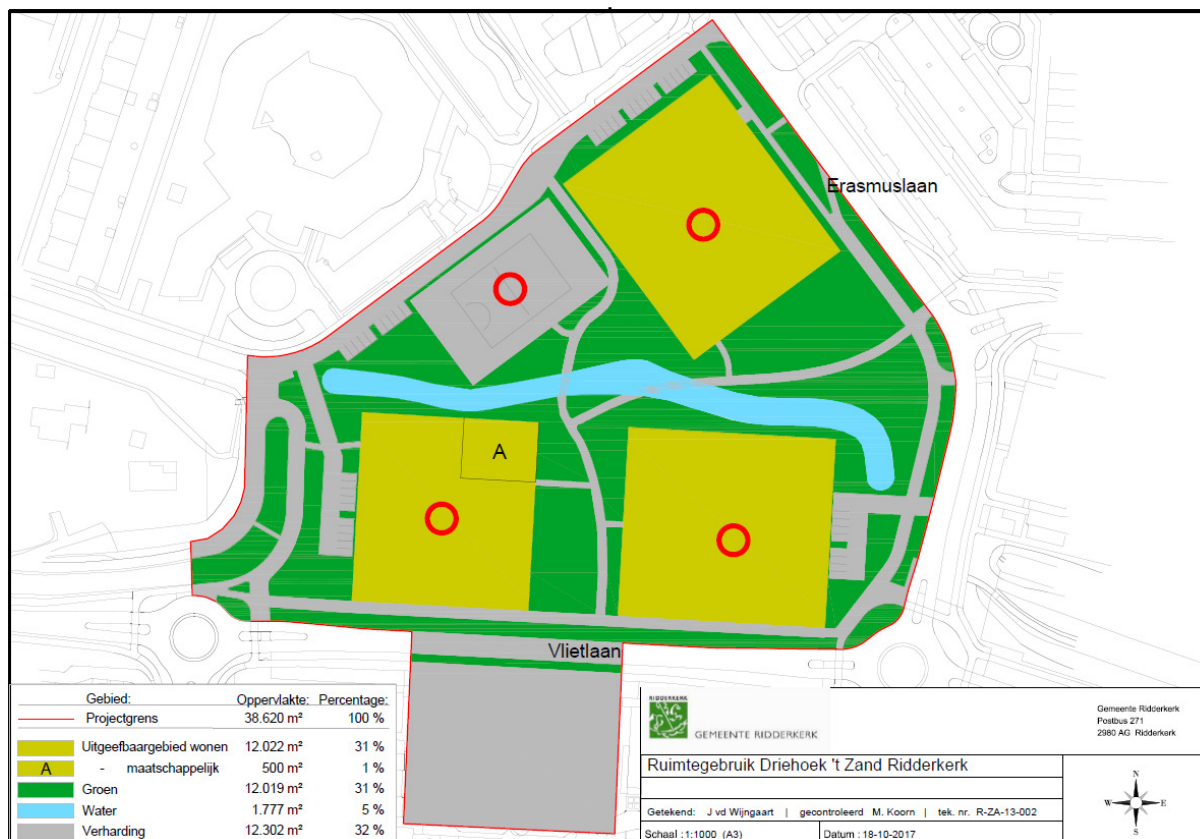 Erasmuslaan
A
Vlietlaan
Gebied: Oppervlakte: Percentage:
Projectgrens 38.620 m² 100 %
Uitgeefbaargebied wonen 12.022 m² 31 %
A - maatschappelijk 500 m² 1 %
Groen 12.019 m² 31 %
Water 1.777 m² 5 %
Verharding 12.302 m² 32 %
RIDDERKERK
GEMEENTE RIDDERKERK
Gemeente Ridderkerk
Postbus 271
2980 AG Ridderkerk
Ruimtegebruik Driehoek 't Zand Ridderkerk
Getekend: J vd Wijngaart | gecontroleerd M. Koorn | tek. nr. R-ZA-13-002
Schaal :1:1000 (A3) Datum : 18-10-2017
N
W E
S